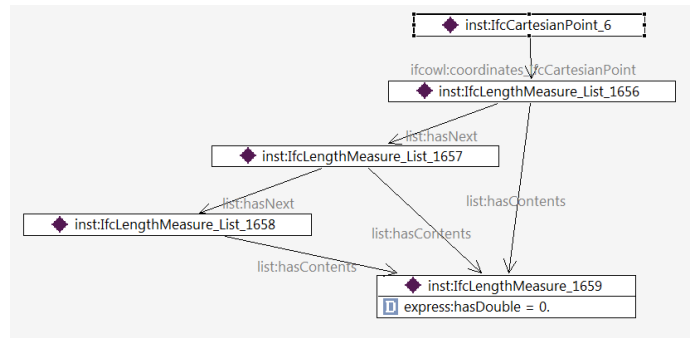 inst:IfcCartesianPoint_6
ifcowl:coordinates_IfcCartesianPoint
inst:IfcLengthMeasure_List_1656
list:hasNext
inst:IfcLengthMeasure_List_1657
list:hasNext
list:hasContents
inst:IfcLengthMeasure_List_1658
list:hasContents
list:hasContents
inst:IfcLengthMeasure_1659
D express:hasDouble = 0.